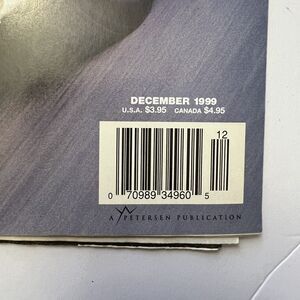 DECEMBER 1999
U.S.A. $3.95 CANADA $4.95
12
0 70989 34960 5
A PETERSEN PUBLICATION